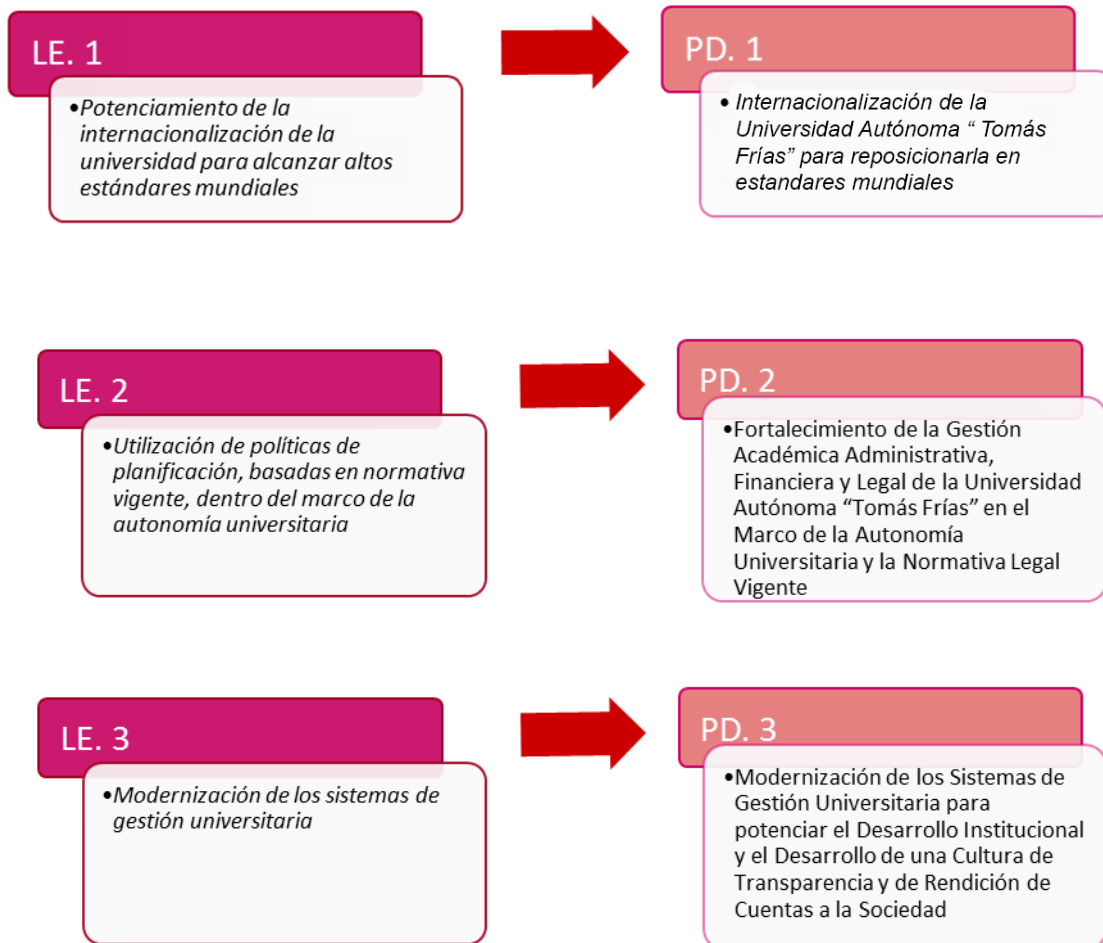 LE. 1
•Potenciamiento de la
internacionalización de la
universidad para alcanzar altos
estándares mundiales
PD. 1
• Internacionalización de la
Universidad Autónoma “ Tomás
Frías” para reposicionarla en
estandares mundiales
LE. 2
•Utilización de políticas de
planificación, basadas en normativa
vigente, dentro del marco de la
autonomía universitaria
PD. 2
•Fortalecimiento de la Gestión
Académica Administrativa,
Financiera y Legal de la Universidad
Autónoma “Tomás Frías” en el
Marco de la Autonomía
Universitaria y la Normativa Legal
Vigente
LE. 3
•Modernización de los sistemas de
gestión universitaria
PD. 3
•Modernización de los Sistemas de
Gestión Universitaria para
potenciar el Desarrollo Institucional
y el Desarrollo de una Cultura de
Transparencia y de Rendición de
Cuentas a la Sociedad